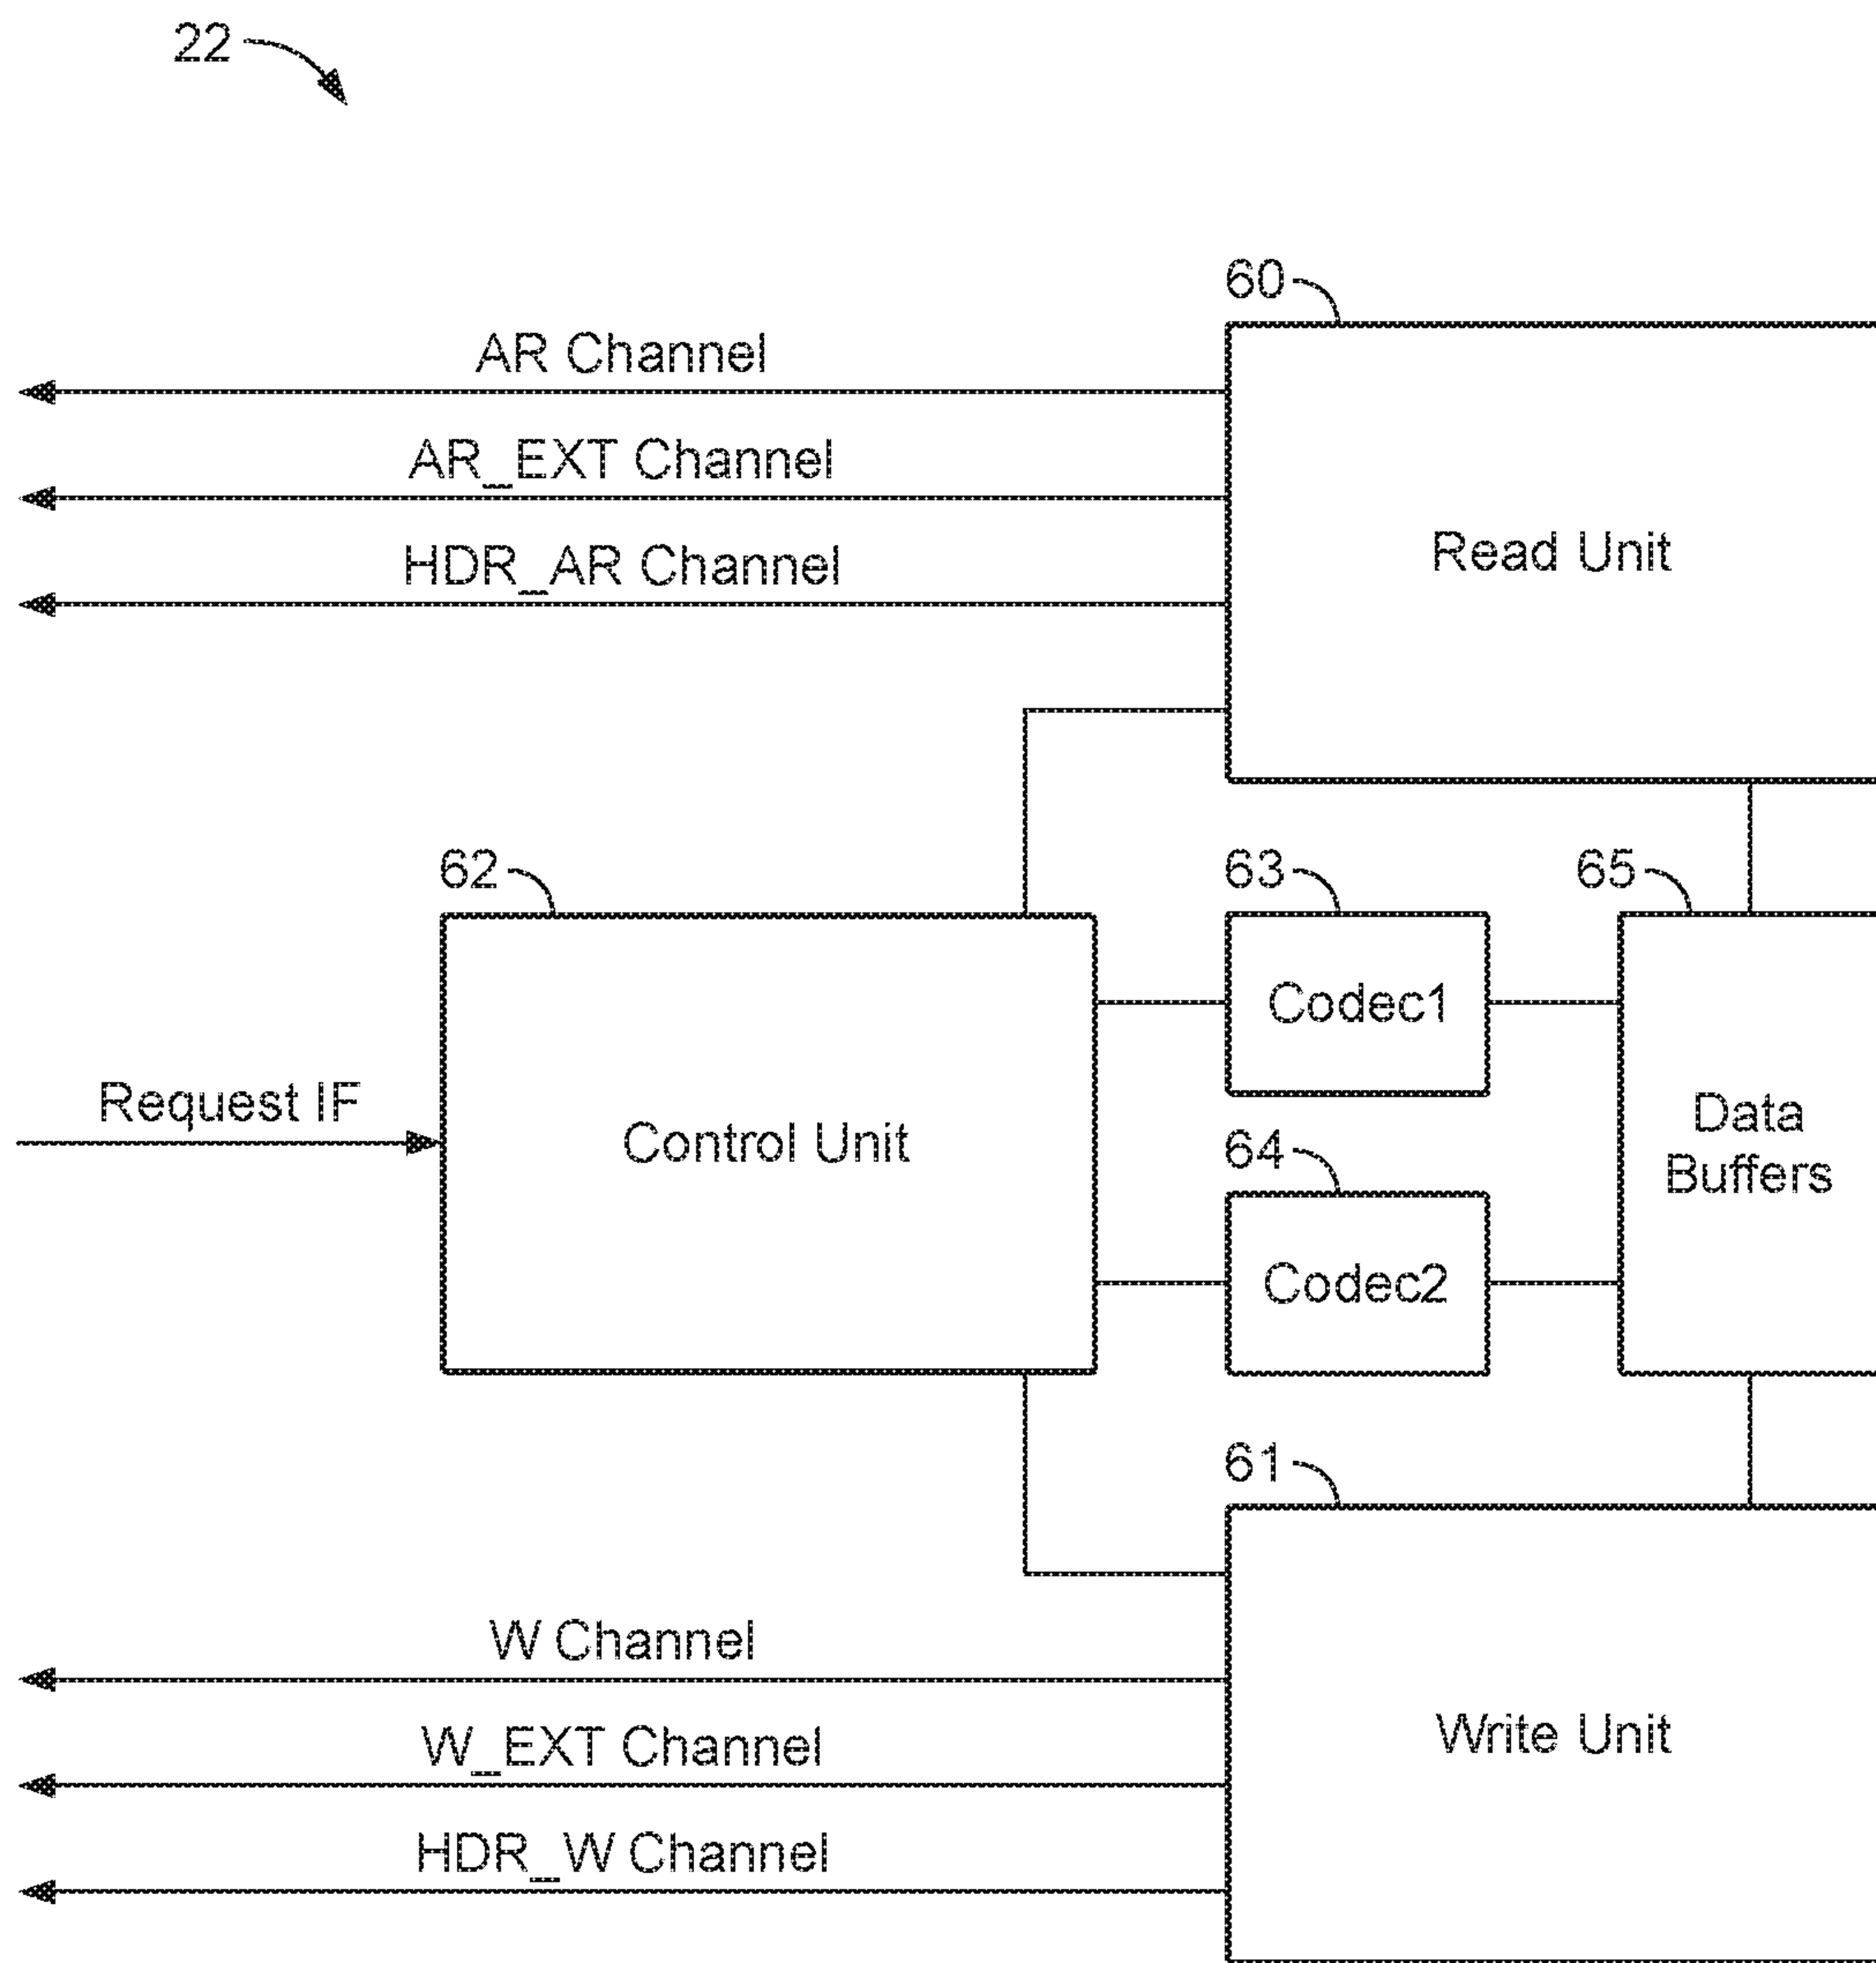 22
60
AR Channel
AR_EXT Channel
HDR_AR Channel
Read Unit
62
63
65
Codec1
Request IF
Control Unit
Data
Buffers
64
Codec2
61
W Channel
W_EXT Channel
HDR_W Channel
Write Unit